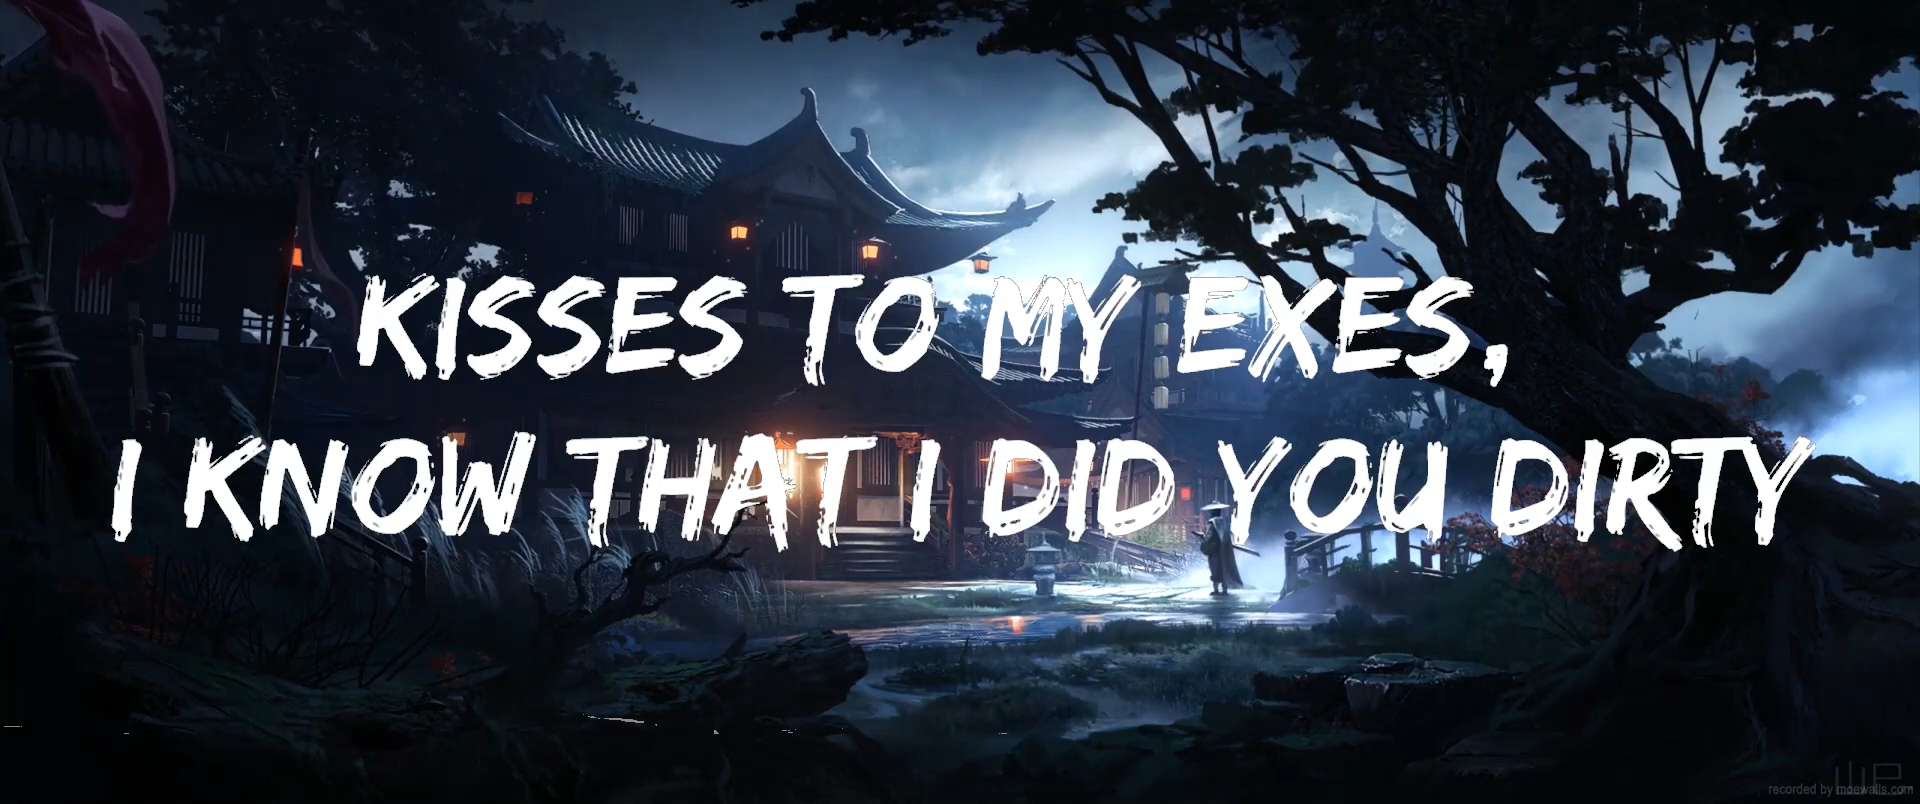 KISSES TO MY EXES,
I KNOW THAT I DID YOU DIRTY
recorded by moewalls.com